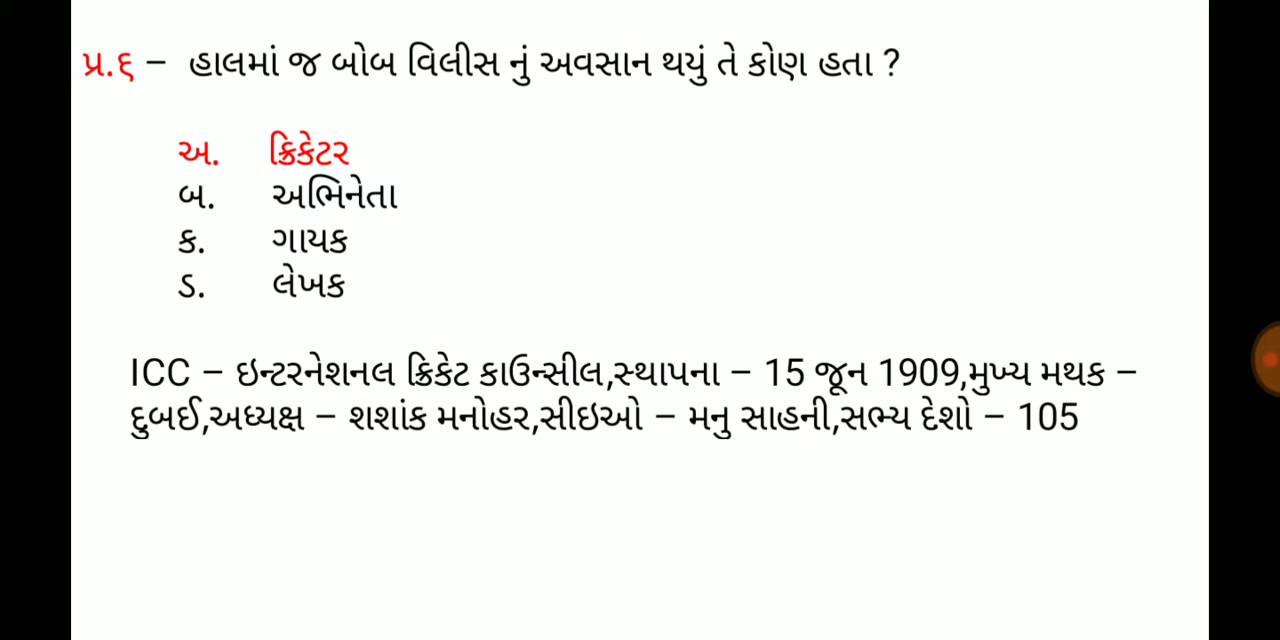 પ્ર.૬ – હાલમાં જ બોબ વિલીસ નું અવસાન થયું તે કોણ હતા ?
અ. ક્રિકેટર
બ. અભિનેતા
ક. ગાયક
ડ. લેખક
ICC – ઇન્ટરનેશનલ ક્રિકેટ કાઉન્સીલ,સ્થાપના – 15 જૂન 1909,મુખ્ય મથક –
દુબઈ,અધ્યક્ષ – શશાંક મનોહર,સીઇઓ – મનુ સાહની,સભ્ય દેશો – 105